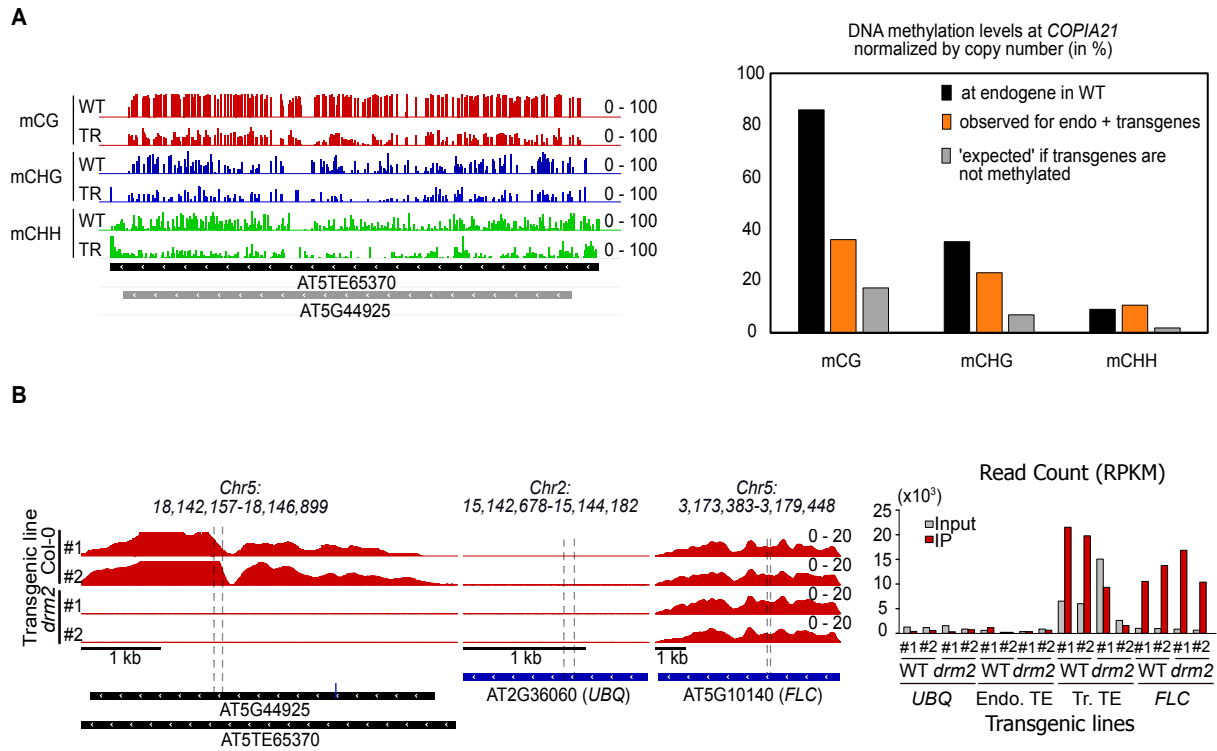 A
mCG
WT
0 - 100
TR
0 - 100
mCHG
WT
0 - 100
TR
0 - 100
mCHH
WT
0 - 100
TR
0 - 100
AT5TE65370
AT5G44925
DNA methylation levels at COPIA21
normalized by copy number (in %)
100
80
60
40
20
0
at endogene in WT
observed for endo + transgenes
'expected' if transgenes are
not methylated
mCG mCHG mCHH
B
Chr5:
18,142,157-18,146,899
Chr2:
15,142,678-15,144,182
Chr5:
3,173,383-3,179,448
Transgenic line
Col-0
#1
0 - 20
#2
0 - 20
drm2
#1
0 - 20
#2
0 - 20
1 kb
1 kb
1 kb
AT5G44925
AT5TE65370
AT2G36060 (UBQ)
AT5G10140 (FLC)
Read Count (RPKM)
(x10³)
25
20
15
10
5
0
Input
IP
#1 #2 #1 #2 #1 #2 #1 #2 #1 #2 #1 #2 #1 #2 #1 #2
WT drm2 WT drm2 WT drm2 WT drm2
UBQ Endo. TE Tr. TE FLC
Transgenic lines